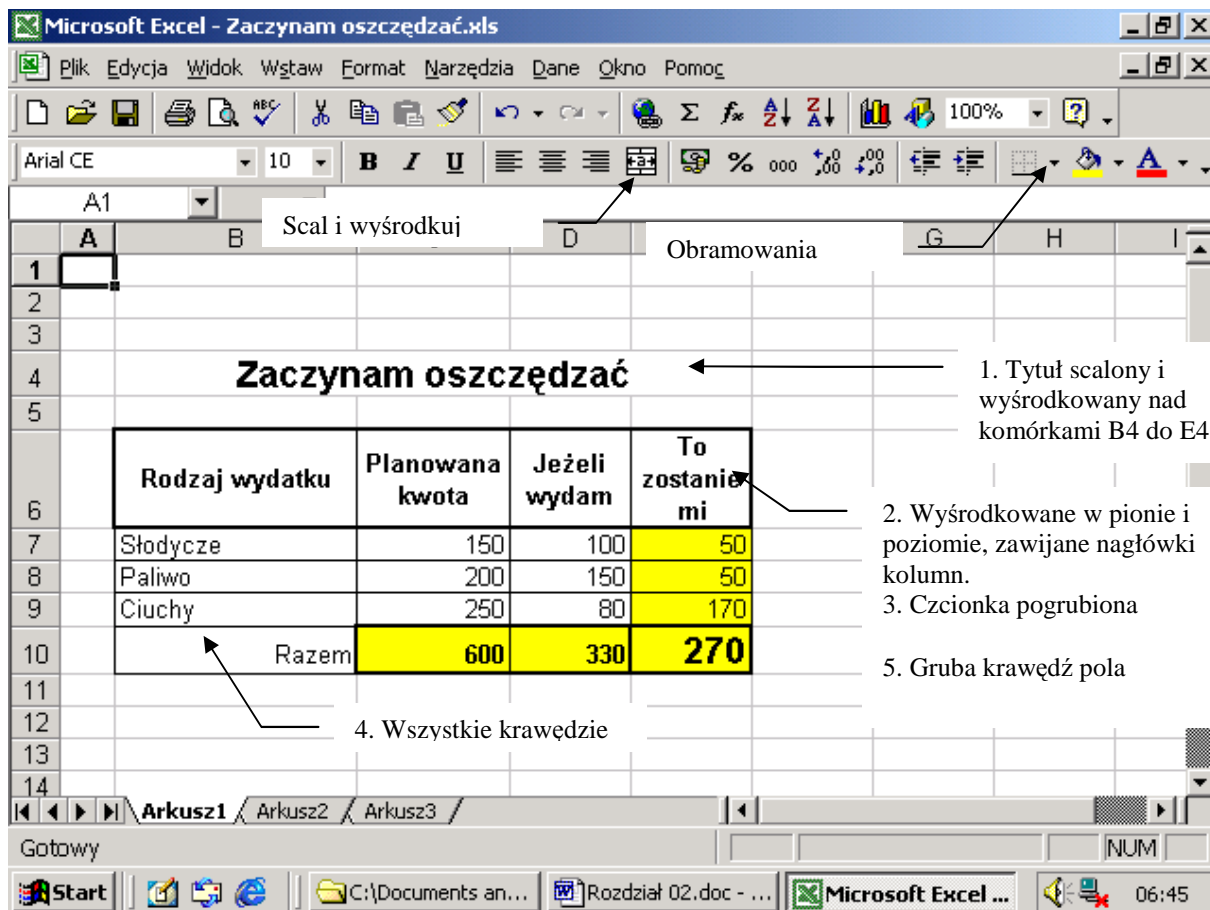 Microsoft Excel - Zaczynam oszczędzać.xls
Plik Edycja Widok Wstaw Format Narzędzia Dane Okno Pomoc
100%
Arial CE 10 B I U % 000
A1
Scal i wyśrodkuj
Obramowania
A B D G H I
1
2
3
4 Zaczynam oszczędzać
1. Tytuł scalony i
wyśrodkowany nad
komórkami B4 do E4
5
6 Rodzaj wydatku Planowana kwota Jeżeli wydam To zostanie mi
2. Wyśrodkowane w pionie i
poziomie, zawijane nagłówki
kolumn.
3. Czcionka pogrubiona
5. Gruba krawędź pola
7 Słodycze 150 100 50
8 Paliwo 200 150 50
9 Ciuchy 250 80 170
10 Razem 600 330 270
11
12
4. Wszystkie krawędzie
13
14
Arkusz1 Arkusz2 Arkusz3
Gotowy NUM
Start C:\Documents an... Rozdział 02.doc - ... Microsoft Excel ... 06:45